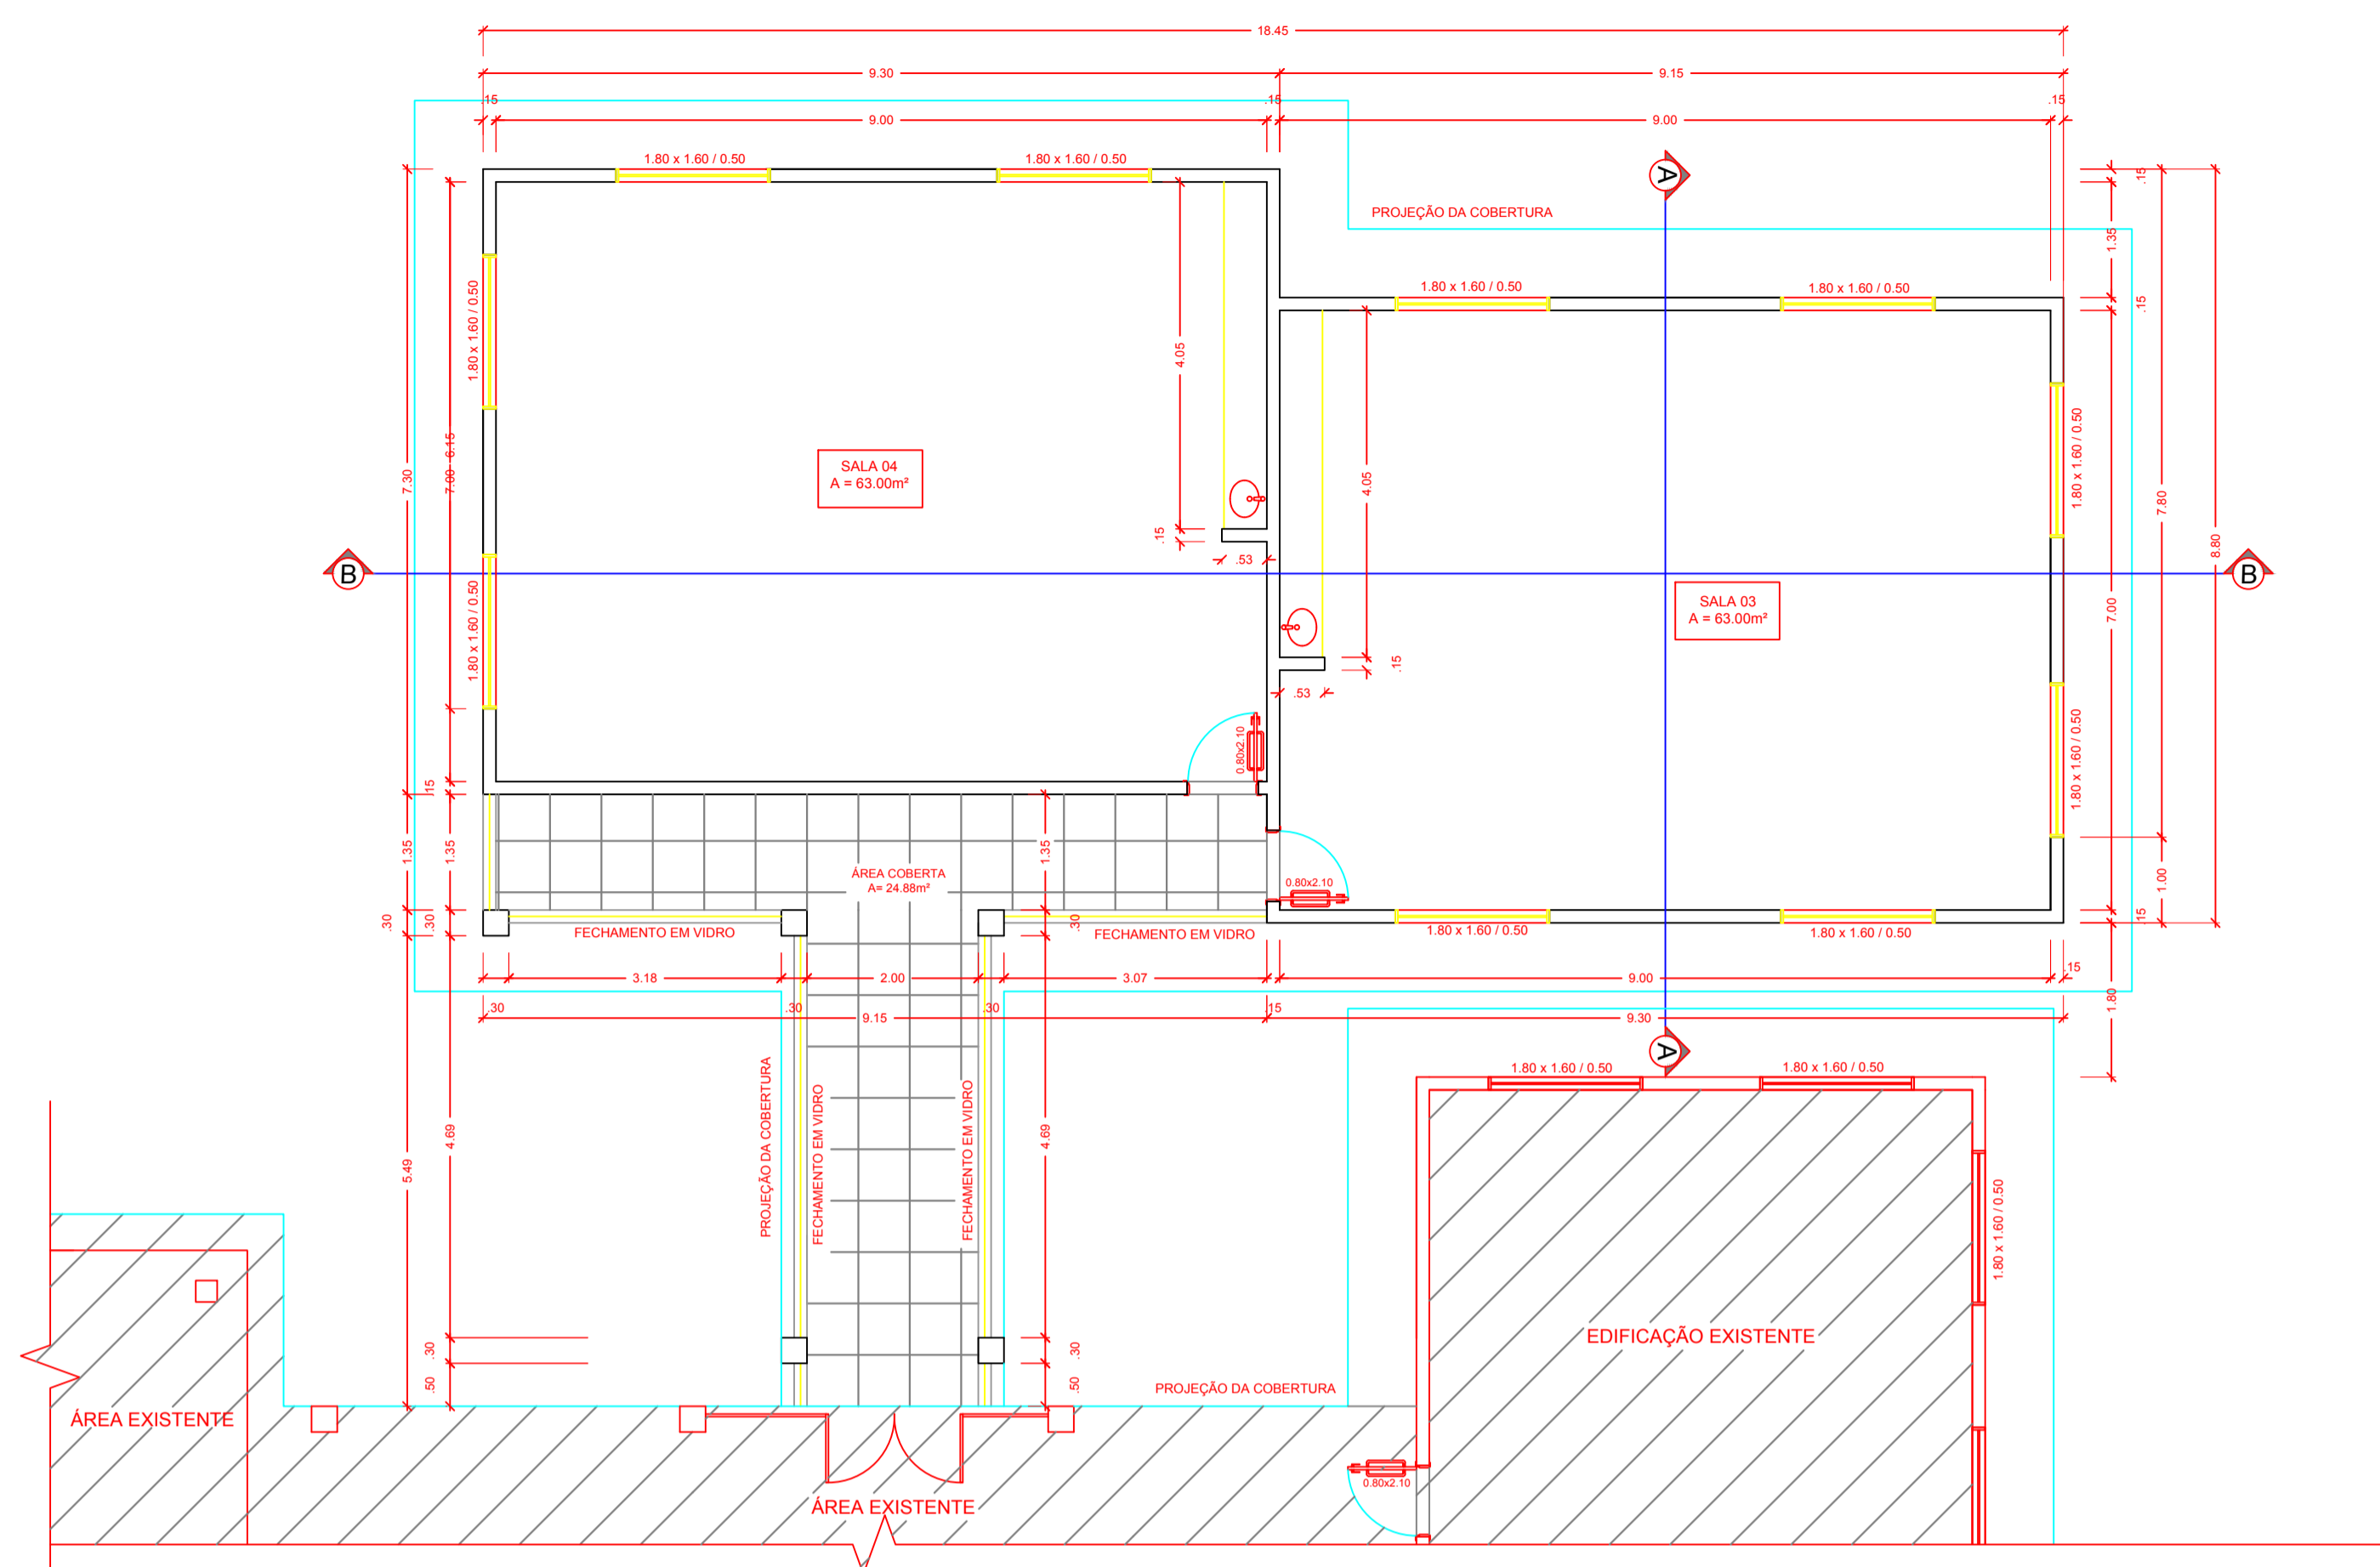 18.45
9.30
9.15
.15
.15
.15
9.00
9.00
1.80 x 1.60 / 0.50
1.80 x 1.60 / 0.50
A
.15
PROJEÇÃO DA COBERTURA
1.35
1.80 x 1.60 / 0.50
1.80 x 1.60 / 0.50
.15
1.80 x 1.60 / 0.50
4.05
6.15
7.00
7.30
SALA 04
A = 63.00m²
4.05
1.80 x 1.60 / 0.50
7.80
8.80
.15
.53
B
B
SALA 03
A = 63.00m²
7.00
1.80 x 1.60 / 0.50
.15
.53
0.80x2.10
1.80 x 1.60 / 0.50
.15
1.35
1.35
1.35
ÁREA COBERTA
A= 24.88m²
0.80x2.10
1.00
.30
.30
.30
.15
FECHAMENTO EM VIDRO
FECHAMENTO EM VIDRO
1.80 x 1.60 / 0.50
1.80 x 1.60 / 0.50
3.18
2.00
3.07
9.00
.15
.30
.30
.30
.15
1.80
9.15
9.30
A
1.80 x 1.60 / 0.50
1.80 x 1.60 / 0.50
PROJEÇÃO DA COBERTURA
FECHAMENTO EM VIDRO
FECHAMENTO EM VIDRO
4.69
4.69
5.49
1.80 x 1.60 / 0.50
EDIFICAÇÃO EXISTENTE
.30
.30
.50
.50
PROJEÇÃO DA COBERTURA
ÁREA EXISTENTE
0.80x2.10
ÁREA EXISTENTE